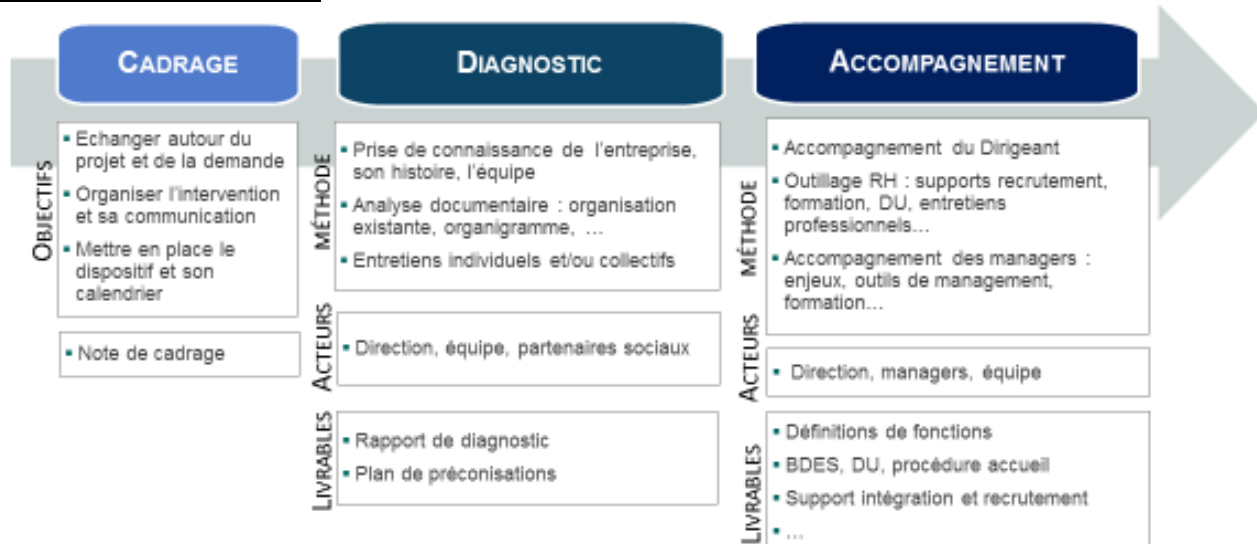 CADRAGE
OBJECTIFS
▪ Echanger autour du
projet et de la demande
▪ Organiser l'intervention
et sa communication
▪ Mettre en place le
dispositif et son
calendrier
▪ Note de cadrage
DIAGNOSTIC
MÉTHODE
▪ Prise de connaissance de l'entreprise,
son histoire, l'équipe
▪ Analyse documentaire : organisation
existante, organigramme, …
▪ Entretiens individuels et/ou collectifs
ACTEURS
▪ Direction, équipe, partenaires sociaux
LIVRABLES
▪ Rapport de diagnostic
▪ Plan de préconisations
ACCOMPAGNEMENT
MÉTHODE
▪ Accompagnement du Dirigeant
▪ Outillage RH : supports recrutement,
formation, DU, entretiens
professionnels…
▪ Accompagnement des managers :
enjeux, outils de management,
formation…
ACTEURS
▪ Direction, managers, équipe
LIVRABLES
▪ Définitions de fonctions
▪ BDES, DU, procédure accueil
▪ Support intégration et recrutement
▪ …